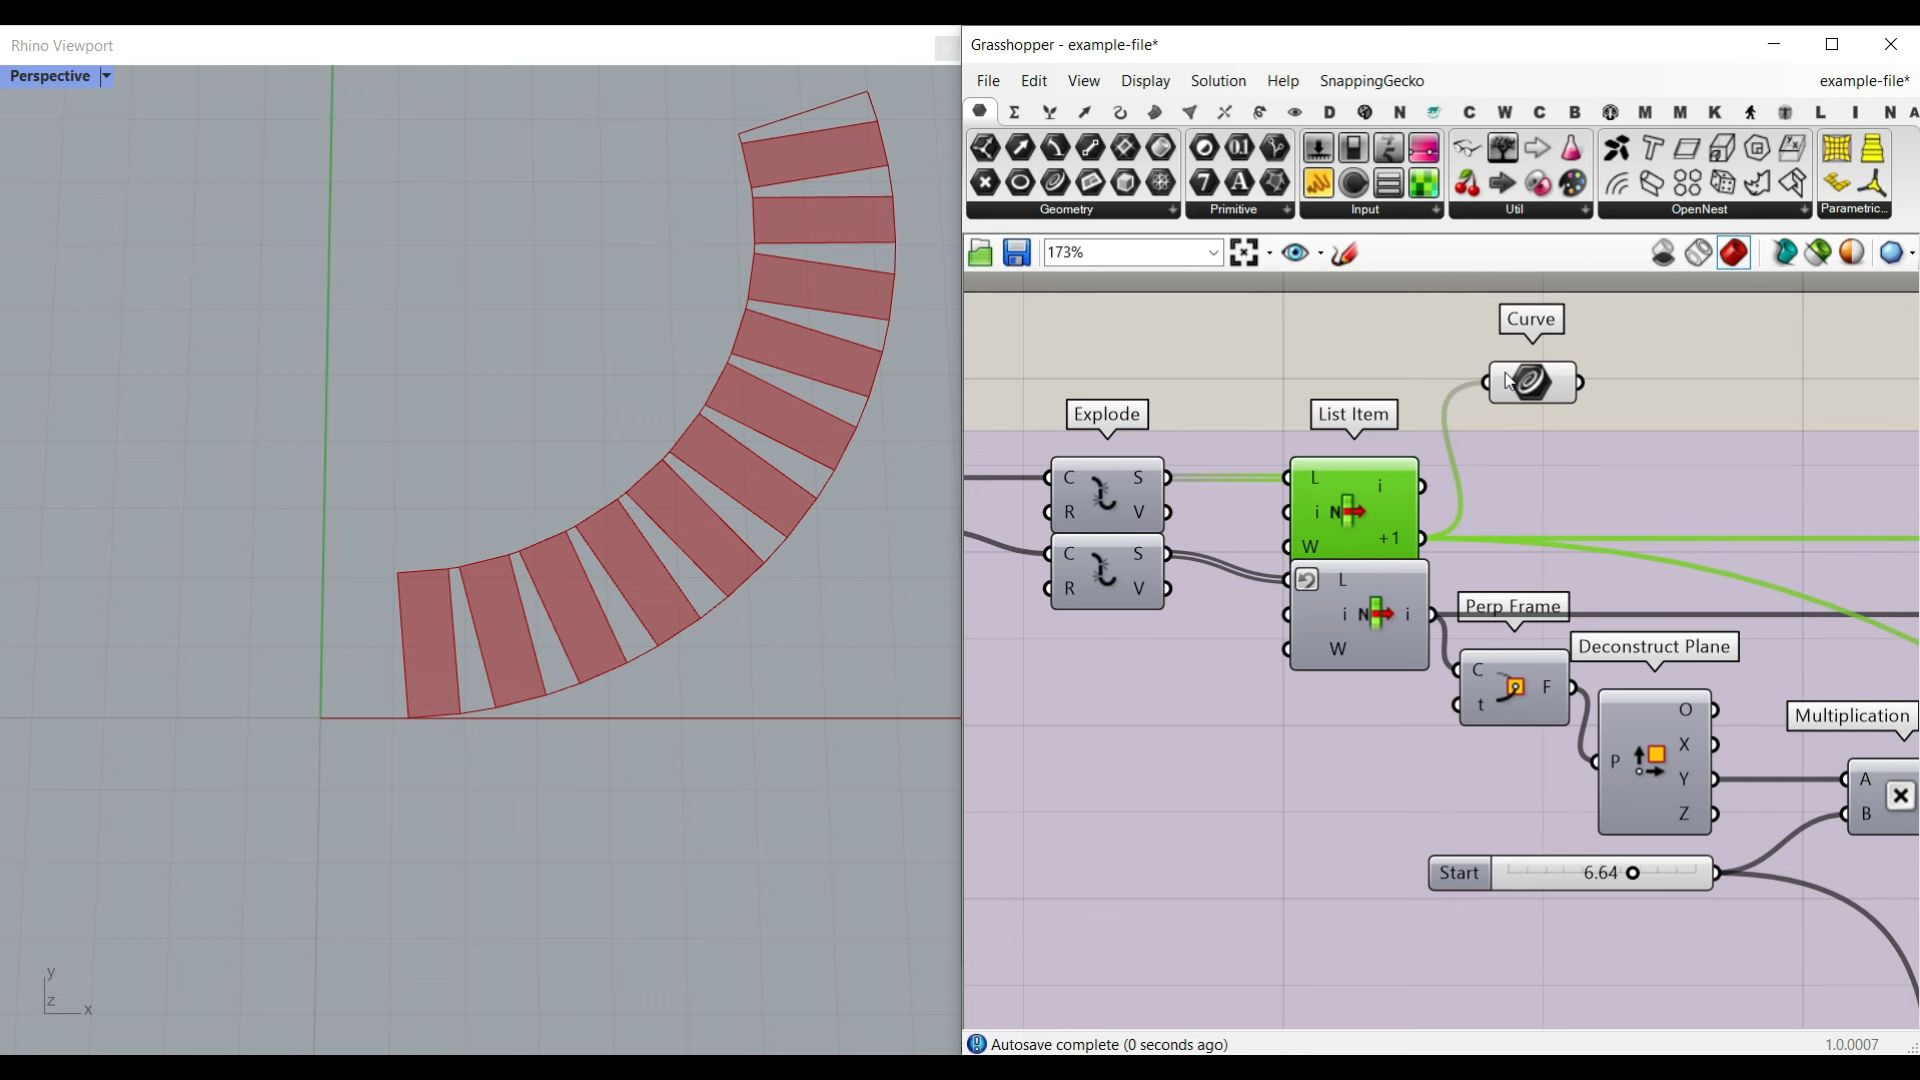 Rhino Viewport
Perspective
y
z
x
Grasshopper - example-file*
File Edit View Display Solution Help SnappingGecko
example-file*
D N C W C B M M K L I N A
Geometry
Primitive
Input
Util
OpenNest
Parametric...
173%
Curve
Explode
List Item
C S
R V
C S
R V
L i
i N
W +1
L
i N i
W
Perp Frame
C F
t
Deconstruct Plane
O
X
P
Y
Z
Multiplication
A
B
Start 6.64
Autosave complete (0 seconds ago)
1.0.0007